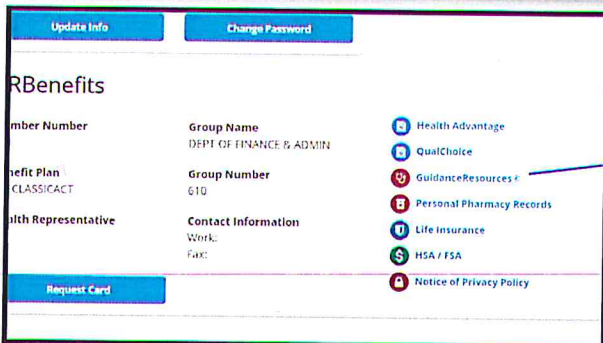 Update Info
Change Password
RBenefits
mber Number
Group Name
DEPT OF FINANCE & ADMIN
nefit Plan
CLASSICACT
Group Number
610
alth Representative
Contact Information
Work:
Fax:
Request Card
Health Advantage
QualChoice
GuidanceResources®
Personal Pharmacy Records
Life Insurance
HSA / FSA
Notice of Privacy Policy